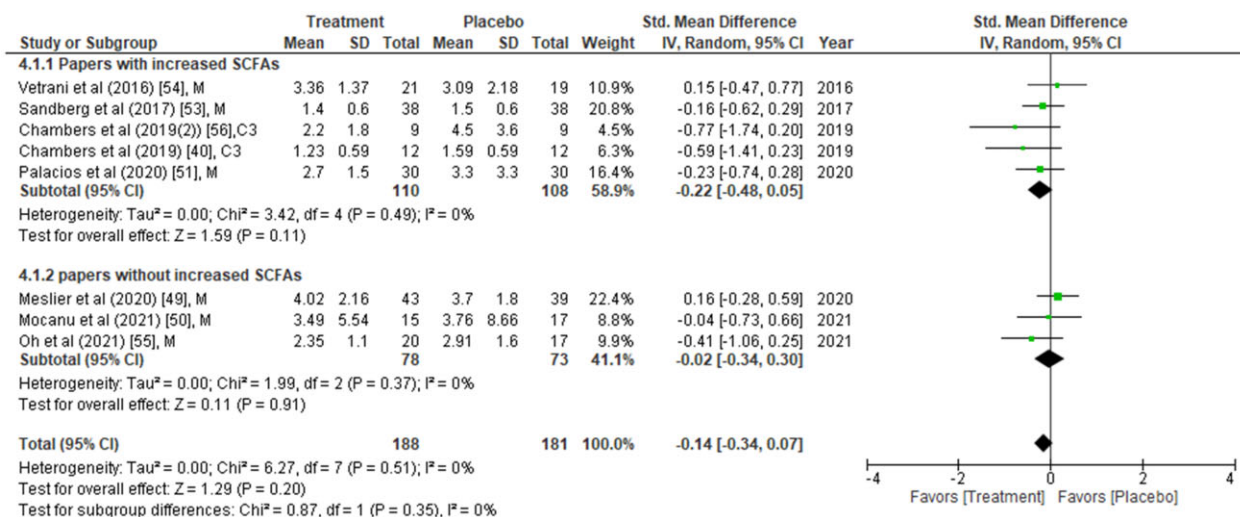 Treatment Placebo Std. Mean Difference Std. Mean Difference
Study or Subgroup Mean SD Total Mean SD Total Weight IV, Random, 95% CI Year IV, Random, 95% CI
4.1.1 Papers with increased SCFAs
Vetrani et al (2016) [54], M 3.36 1.37 21 3.09 2.18 19 10.9% 0.15 [-0.47, 0.77] 2016
Sandberg et al (2017) [53], M 1.4 0.6 38 1.5 0.6 38 20.8% -0.16 [-0.62, 0.29] 2017
Chambers et al (2019(2)) [56],C3 2.2 1.8 9 4.5 3.6 9 4.5% -0.77 [-1.74, 0.20] 2019
Chambers et al (2019) [40], C3 1.23 0.59 12 1.59 0.59 12 6.3% -0.59 [-1.41, 0.23] 2019
Palacios et al (2020) [51], M 2.7 1.5 30 3.3 3.3 30 16.4% -0.23 [-0.74, 0.28] 2020
Subtotal (95% CI) 110 108 58.9% -0.22 [-0.48, 0.05]
Heterogeneity: Tau² = 0.00; Chi² = 3.42, df = 4 (P = 0.49); I² = 0%
Test for overall effect: Z = 1.59 (P = 0.11)
4.1.2 papers without increased SCFAs
Meslier et al (2020) [49], M 4.02 2.16 43 3.7 1.8 39 22.4% 0.16 [-0.28, 0.59] 2020
Mocanu et al (2021) [50], M 3.49 5.54 15 3.76 8.66 17 8.8% -0.04 [-0.73, 0.66] 2021
Oh et al (2021) [55], M 2.35 1.1 20 2.91 1.6 17 9.9% -0.41 [-1.06, 0.25] 2021
Subtotal (95% CI) 78 73 41.1% -0.02 [-0.34, 0.30]
Heterogeneity: Tau² = 0.00; Chi² = 1.99, df = 2 (P = 0.37); I² = 0%
Test for overall effect: Z = 0.11 (P = 0.91)
Total (95% CI) 188 181 100.0% -0.14 [-0.34, 0.07]
Heterogeneity: Tau² = 0.00; Chi² = 6.27, df = 7 (P = 0.51); I² = 0%
Test for overall effect: Z = 1.29 (P = 0.20)
Test for subgroup differences: Chi² = 0.87, df = 1 (P = 0.35), I² = 0%
-4 -2 0 2 4
Favors [Treatment] Favors [Placebo]